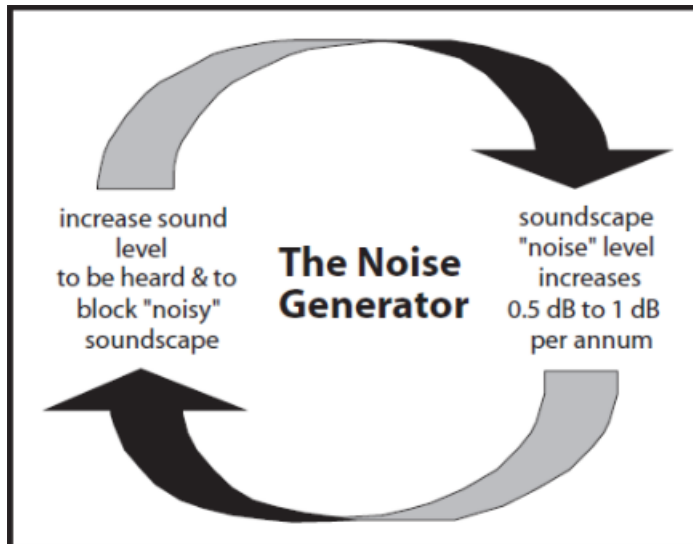 increase sound
level
to be heard & to
block "noisy"
soundscape
The Noise
Generator
soundscape
"noise" level
increases
0.5 dB to 1 dB
per annum